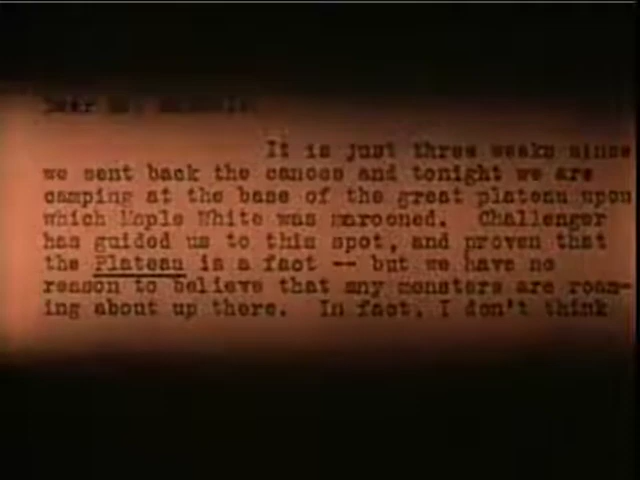 Dear
It is just three weeks since
we sent back the canoes and tonight we are
camping at the base of the great plateau upon
which Maple White was marooned. Challenger
has guided us to this spot, and proven that
the Plateau is a fact -- but we have no
reason to believe that any monsters are roam-
ing about up there. In fact, I don't think